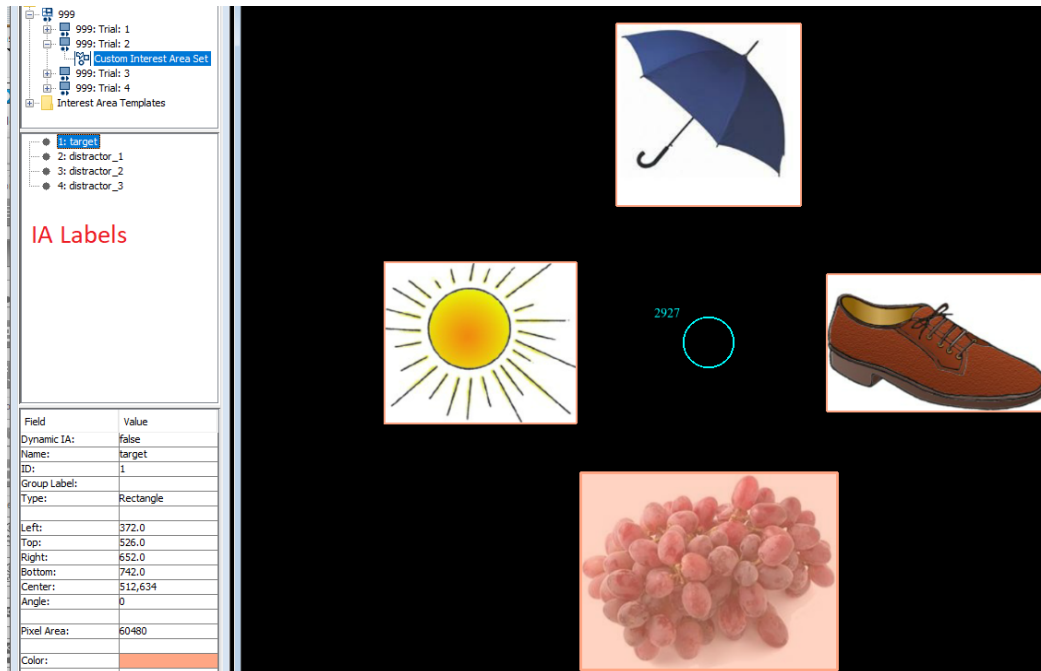 999
999: Trial: 1
999: Trial: 2
Custom Interest Area Set
999: Trial: 3
999: Trial: 4
Interest Area Templates
1: target
2: distractor_1
3: distractor_2
4: distractor_3
IA Labels
2927
Field Value
Dynamic IA: false
Name: target
ID: 1
Group Label:
Type: Rectangle
Left: 372.0
Top: 526.0
Right: 652.0
Bottom: 742.0
Center: 512,634
Angle: 0
Pixel Area: 60480
Color: